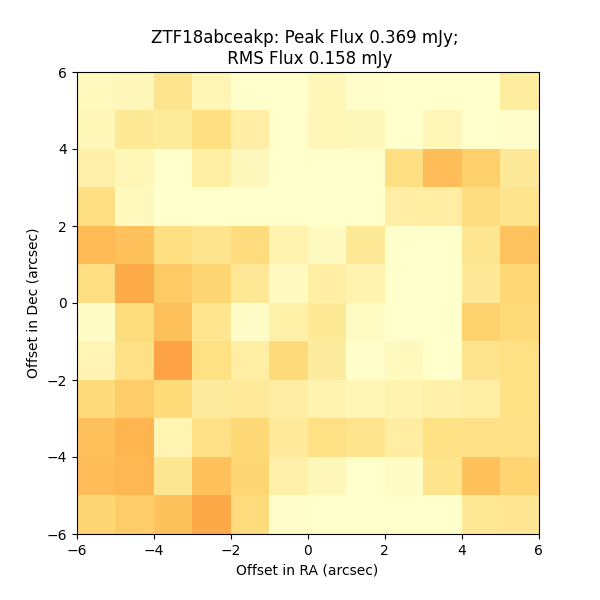 ZTF18abceakp: Peak Flux 0.369 mJy;
RMS Flux 0.158 mJy
6
4
2
0
−2
−4
−6
Offset in Dec (arcsec)
−6 −4 −2 0 2 4 6
Offset in RA (arcsec)